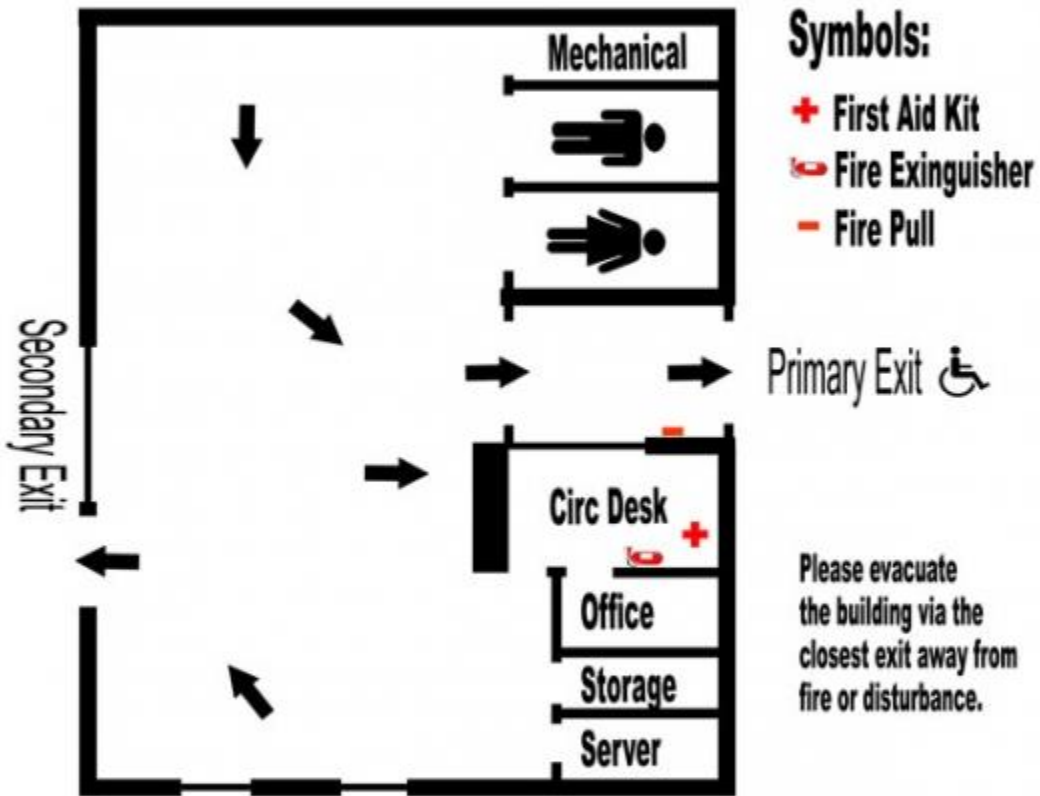 Mechanical
Symbols:
First Aid Kit
Fire Exinguisher
Fire Pull
Secondary Exit
Primary Exit
Circ Desk
Office
Storage
Server
Please evacuate
the building via the
closest exit away from
fire or disturbance.